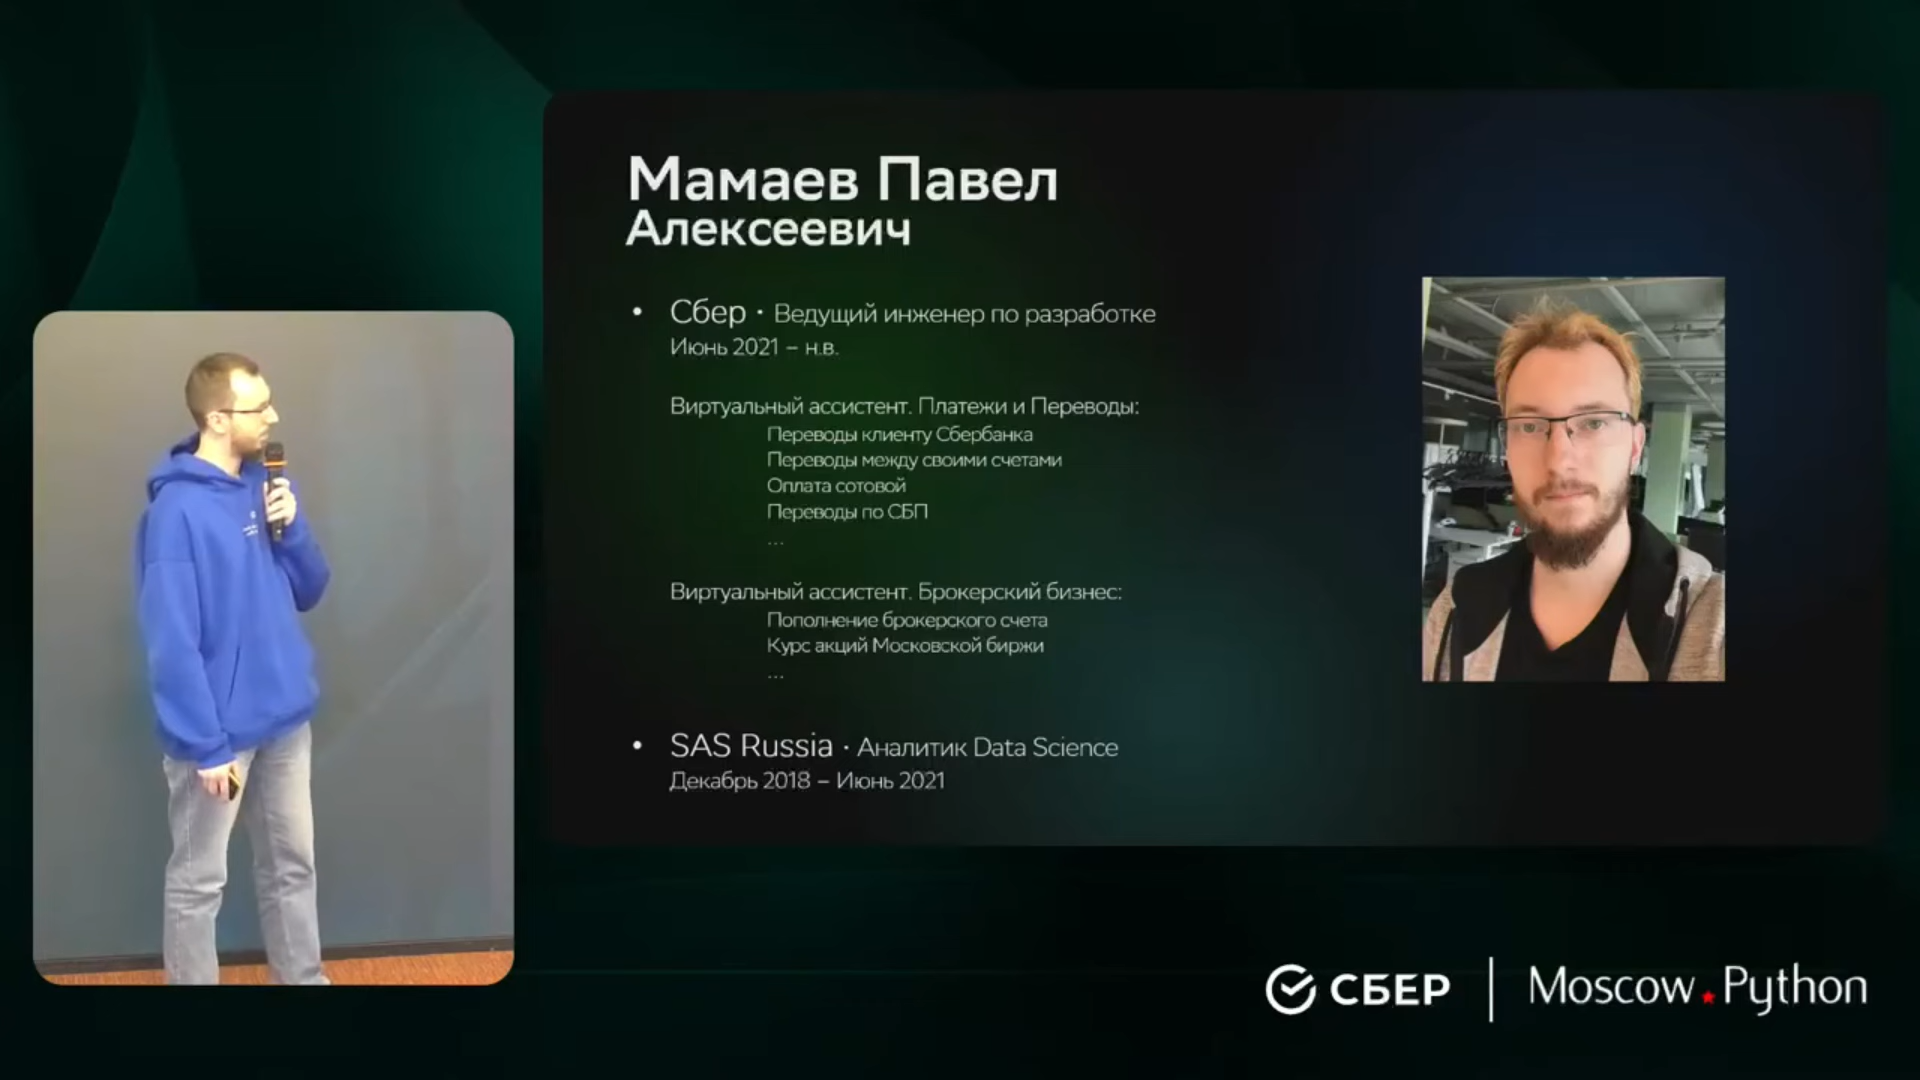 Мамаев Павел
Алексеевич
• Сбер · Ведущий инженер по разработке
Июнь 2021 – н.в.
Виртуальный ассистент. Платежи и Переводы:
Переводы клиенту Сбербанка
Переводы между своими счетами
Оплата сотовой
Переводы по СБП
...
Виртуальный ассистент. Брокерский бизнес:
Пополнение брокерского счета
Курс акций Московской биржи
...
• SAS Russia · Аналитик Data Science
Декабрь 2018 – Июнь 2021
СБЕР | Moscow Python